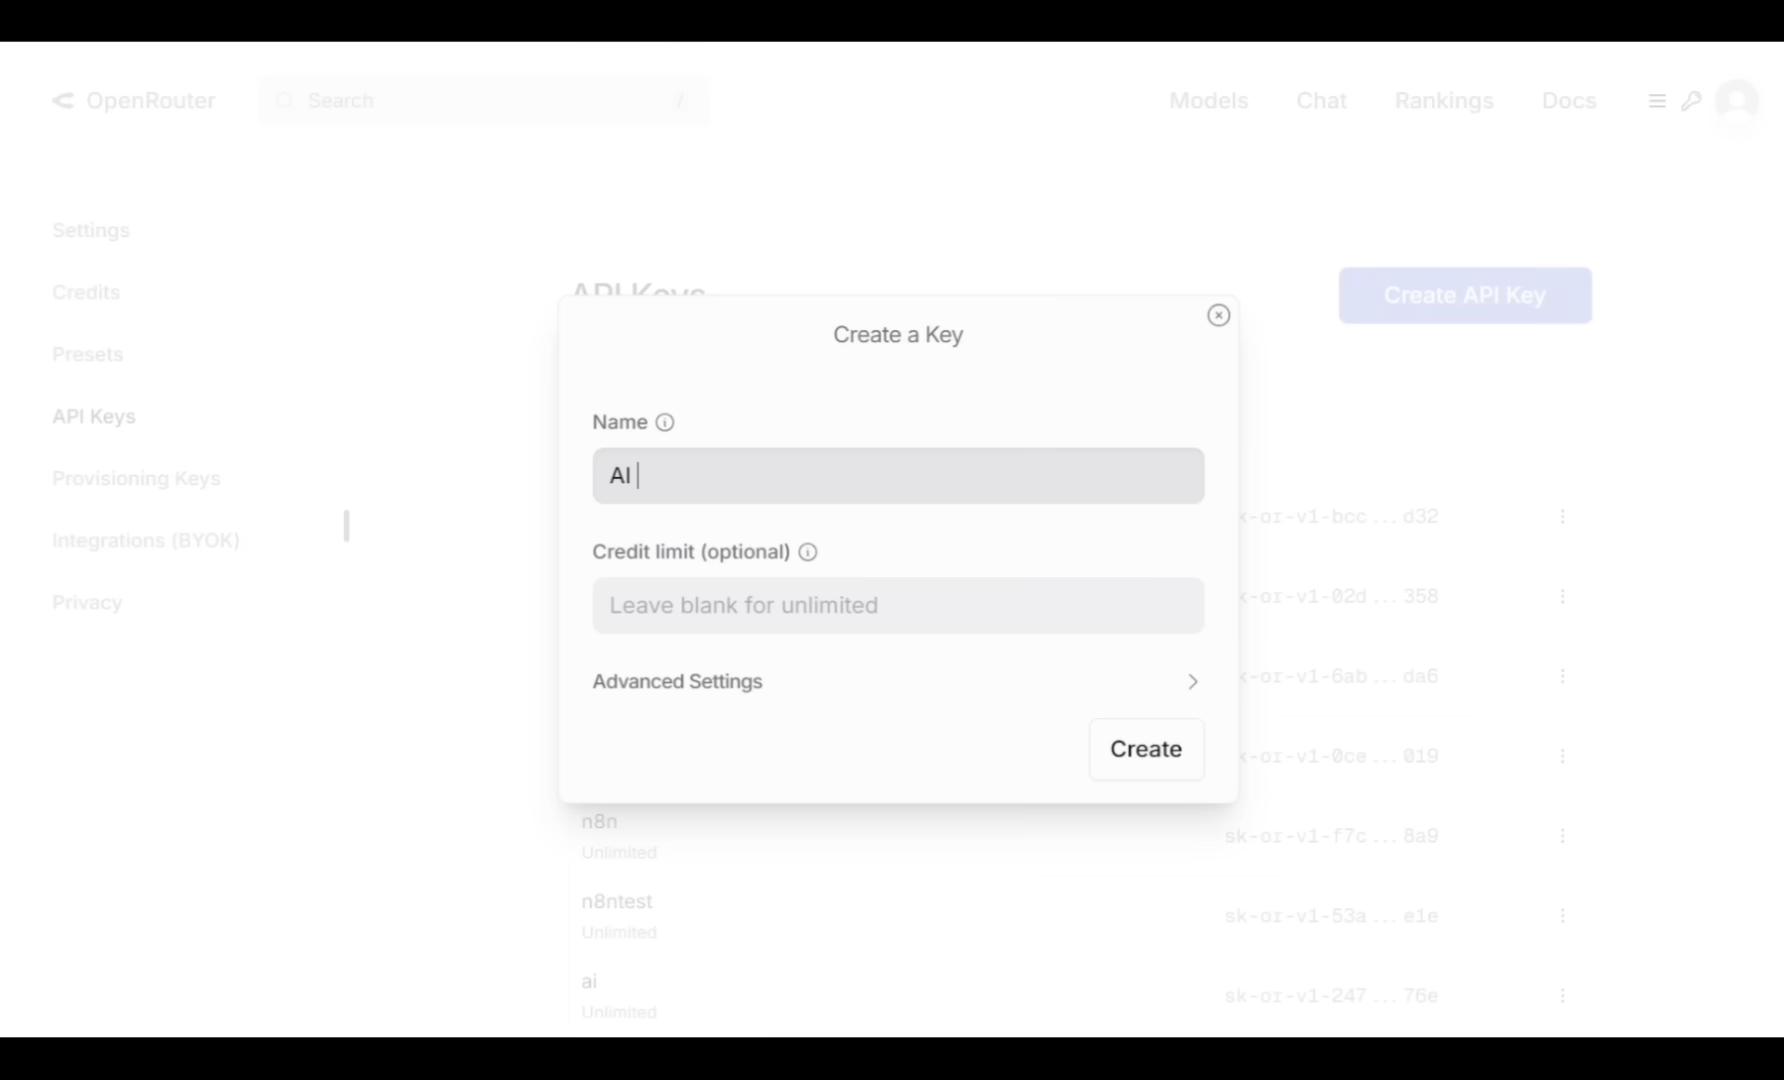 OpenRouter
Search
/
Models
Chat
Rankings
Docs
Settings
Credits
Presets
API Keys
Provisioning Keys
Integrations (BYOK)
Privacy
API Keys
Create API Key
Create a Key
Name
AI
Credit limit (optional)
Leave blank for unlimited
Advanced Settings
Create
k-or-v1-bcc...d32
k-or-v1-02d...358
k-or-v1-6ab...da6
k-or-v1-0ce...019
n8n
Unlimited
sk-or-v1-f7c...8a9
n8ntest
Unlimited
sk-or-v1-53a...e1e
ai
Unlimited
sk-or-v1-247...76e